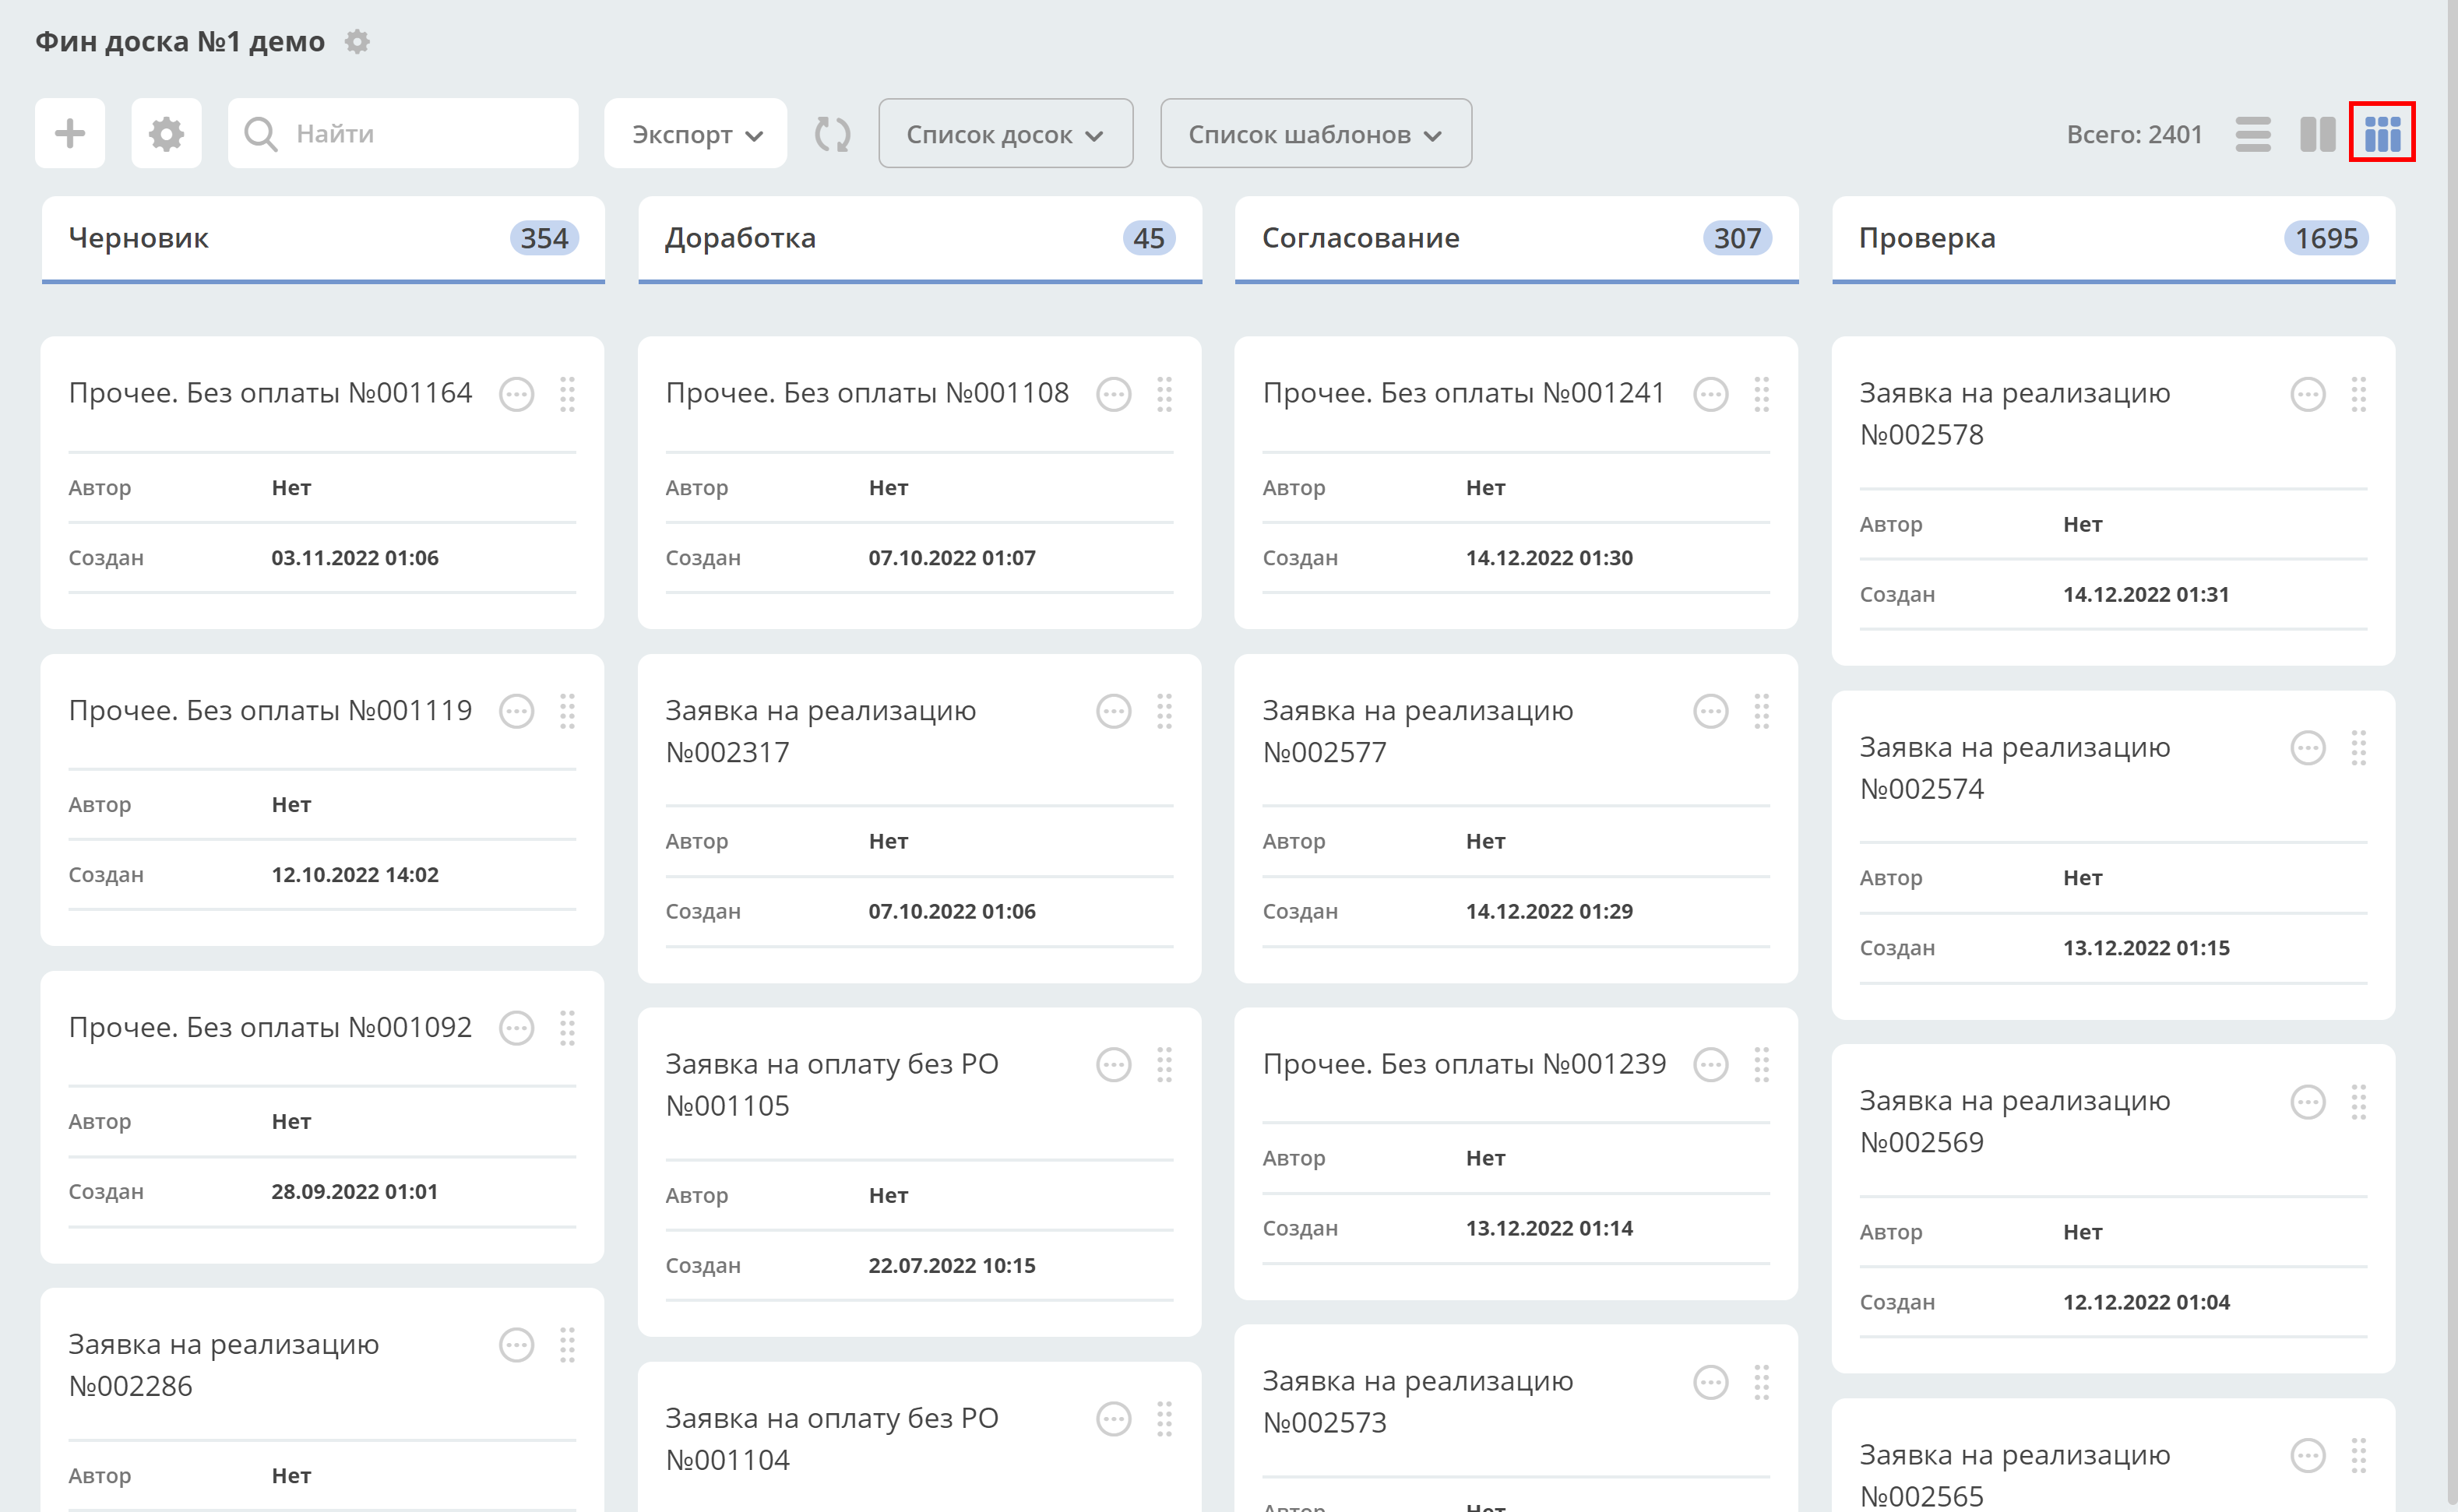 Фин доска №1 демо
Найти
Экспорт
Список досок
Список шаблонов
Всего: 2401
Черновик
354
Прочее. Без оплаты №001164
Автор Нет
Создан 03.11.2022 01:06
Прочее. Без оплаты №001119
Автор Нет
Создан 12.10.2022 14:02
Прочее. Без оплаты №001092
Автор Нет
Создан 28.09.2022 01:01
Заявка на реализацию
№002286
Автор Нет
Доработка
45
Прочее. Без оплаты №001108
Автор Нет
Создан 07.10.2022 01:07
Заявка на реализацию
№002317
Автор Нет
Создан 07.10.2022 01:06
Заявка на оплату без РО
№001105
Автор Нет
Создан 22.07.2022 10:15
Заявка на оплату без РО
№001104
Согласование
307
Прочее. Без оплаты №001241
Автор Нет
Создан 14.12.2022 01:30
Заявка на реализацию
№002577
Автор Нет
Создан 14.12.2022 01:29
Прочее. Без оплаты №001239
Автор Нет
Создан 13.12.2022 01:14
Заявка на реализацию
№002573
Автор Нет
Проверка
1695
Заявка на реализацию
№002578
Автор Нет
Создан 14.12.2022 01:31
Заявка на реализацию
№002574
Автор Нет
Создан 13.12.2022 01:15
Заявка на реализацию
№002569
Автор Нет
Создан 12.12.2022 01:04
Заявка на реализацию
№002565